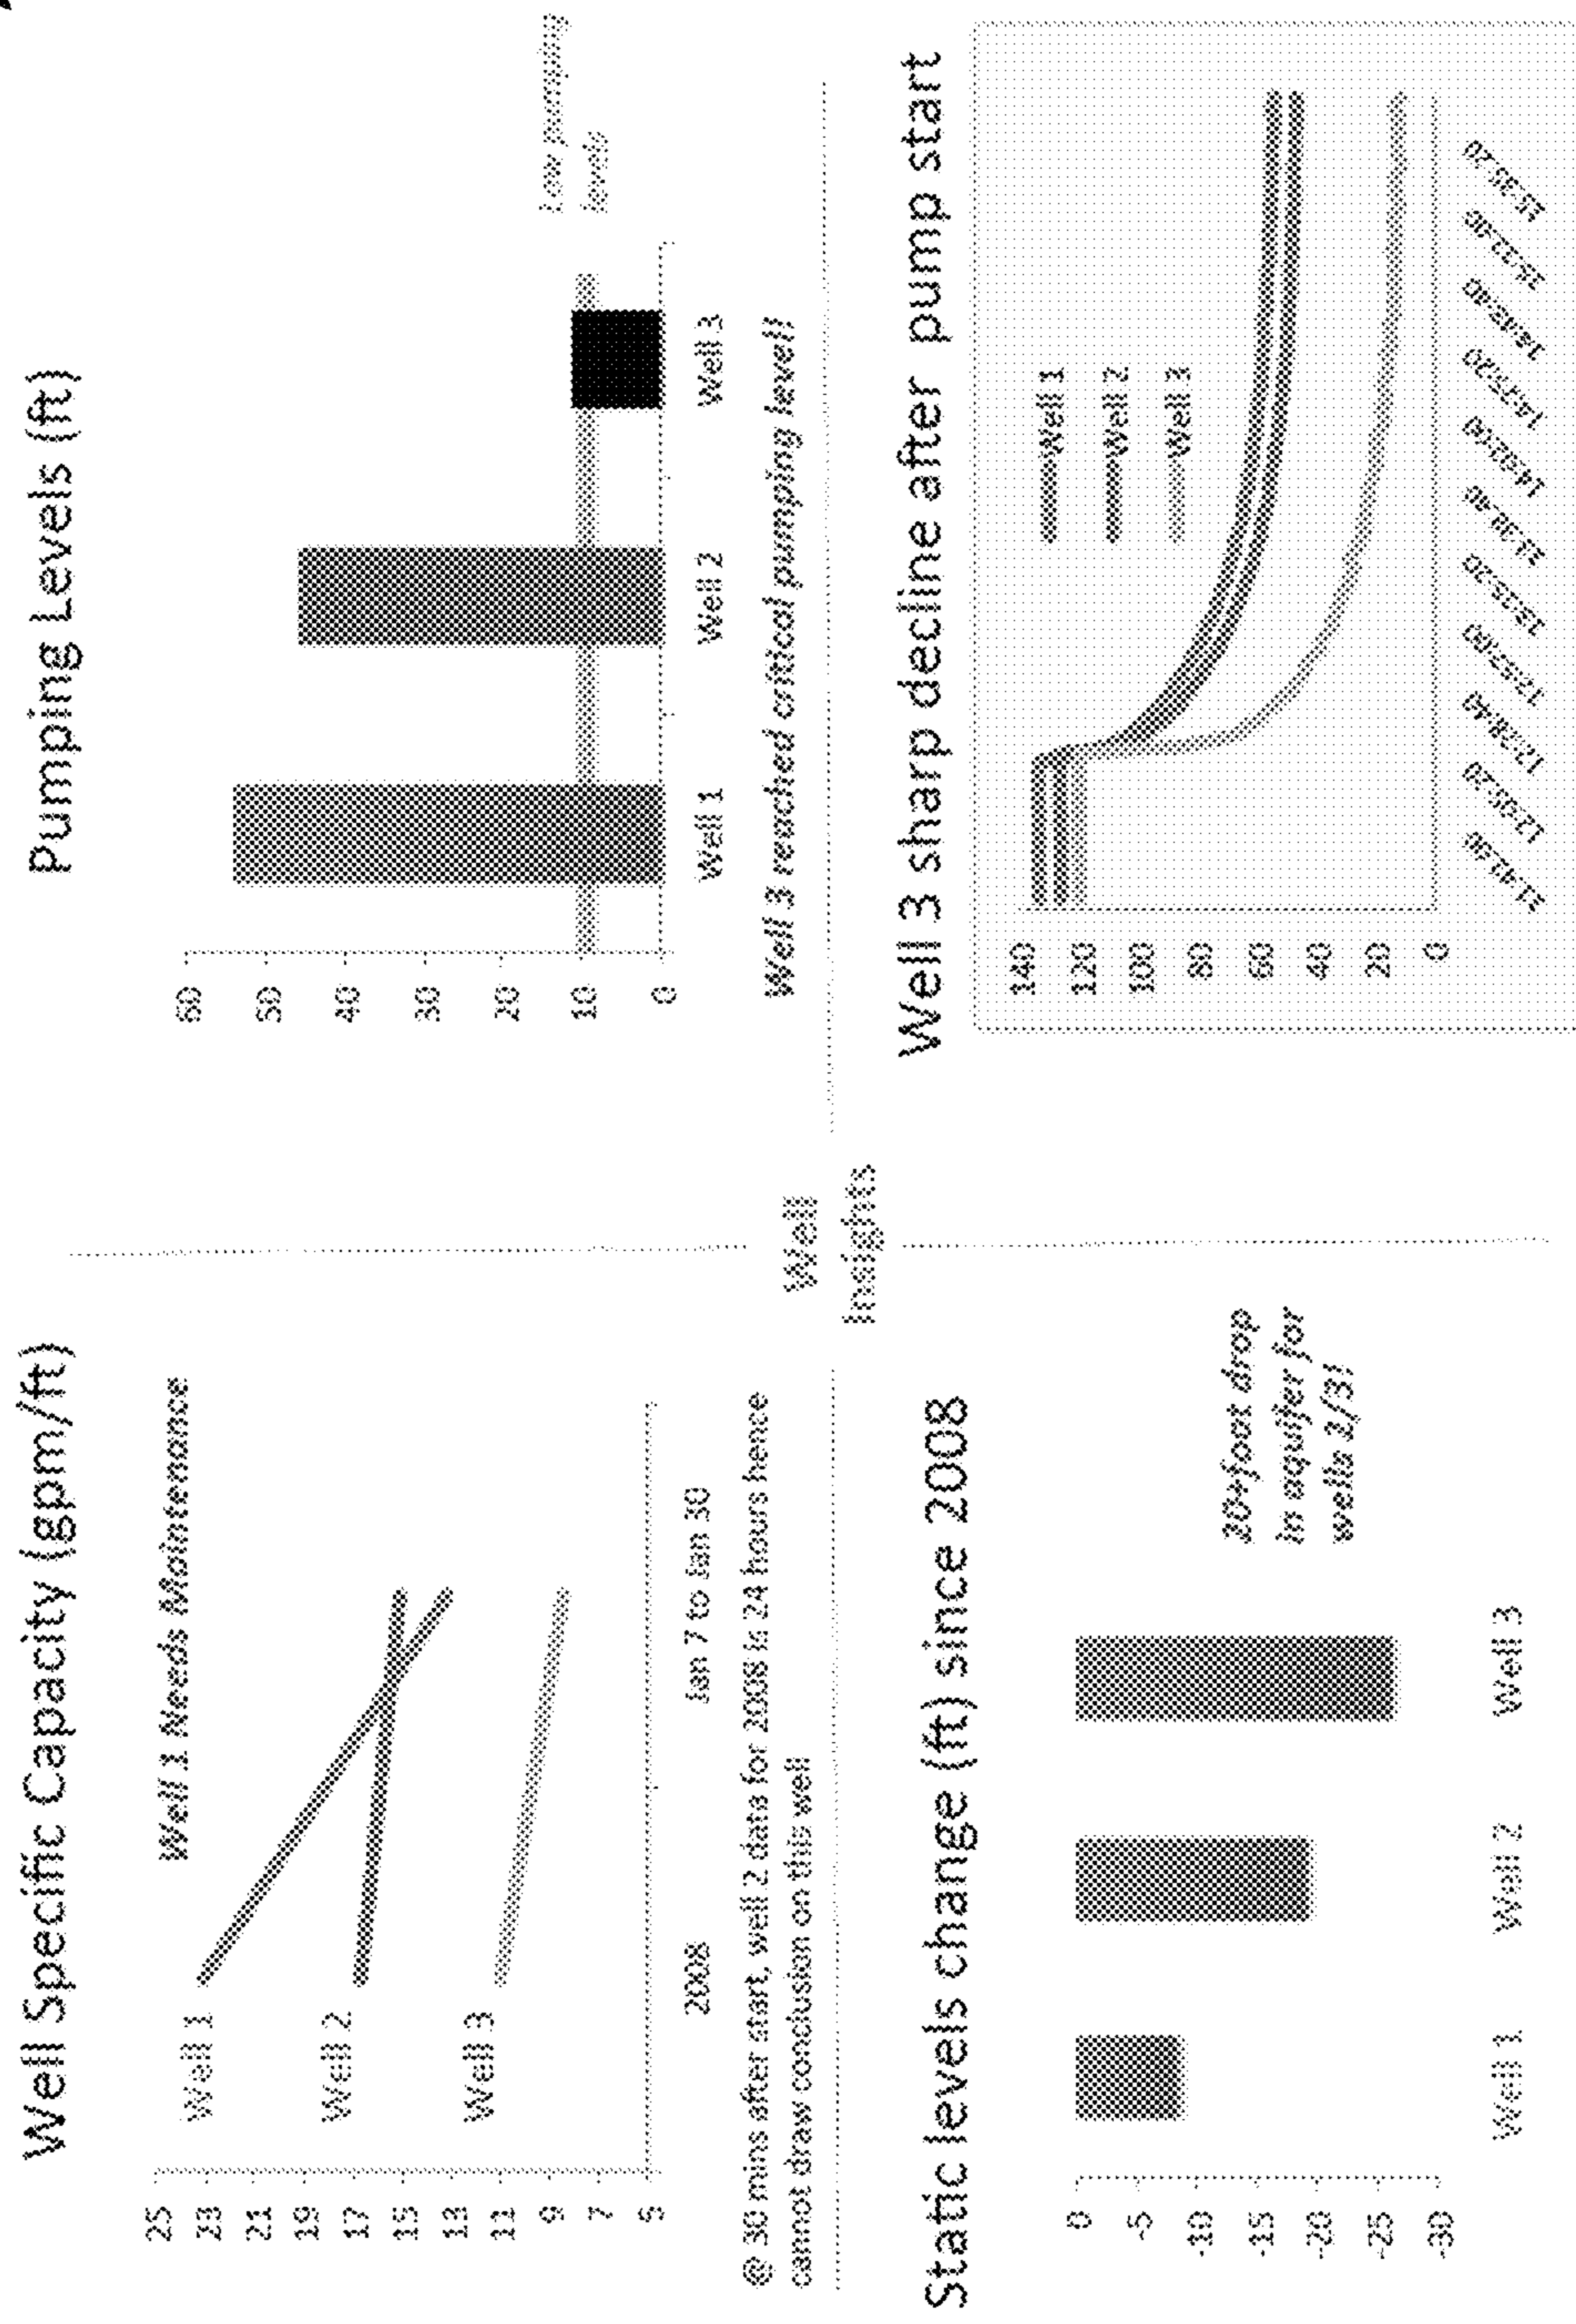 Well Specific Capacity (gpm/ft)
Well 1 Needs Maintenance
25
23
21
19
17
15
13
11
9
7
5
Well 1
Well 2
Well 3
2008
Jan 7 to Jan 30
@ 30 mins after start, well 2 data for 2008 is 24 hours hence
cannot draw conclusion on this well
Pumping Levels (ft)
60
50
40
30
20
10
0
Low pumping
levels
Well 1
Well 2
Well 3
Well 3 reached critical pumping level!
Well
Insights
Static levels change (ft) since 2008
0
-5
-10
-15
-20
-25
-30
Well 1
Well 2
Well 3
20+foot drop
in aquifer for
wells 2/3!
Well 3 sharp decline after pump start
140
120
100
80
60
40
20
0
Well 1
Well 2
Well 3